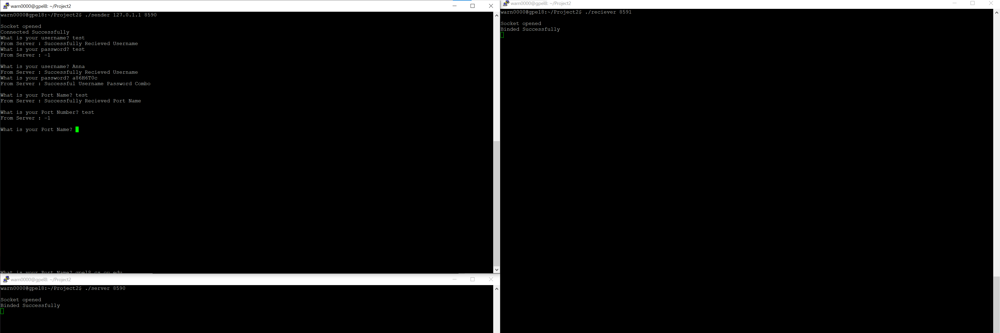 warn0000@gpel8: ~/Project2
warn0000@gpel8:~/Project2$ ./sender 127.0.1.1 8590
Socket opened
Connected Successfully
What is your username? test
From Server : Successfully Recieved Username
What is your password? test
From Server : -1
What is your username? Anna
From Server : Successfully Recieved Username
What is your password? a86H6T0c
From Server : Successful Username Password Combo
What is your Port Name? test
From Server : Successfully Recieved Port Name
What is your Port Number? test
From Server : -1
What is your Port Name?
What is your Port Name? gpel8.cs.ou.edu
warn0000@gpel8: ~/Project2
warn0000@gpel8:~/Project2$ ./server 8590
Socket opened
Binded Successfully
warn0000@gpel8: ~/Project2
warn0000@gpel8:~/Project2$ ./reciever 8591
Socket opened
Binded Successfully